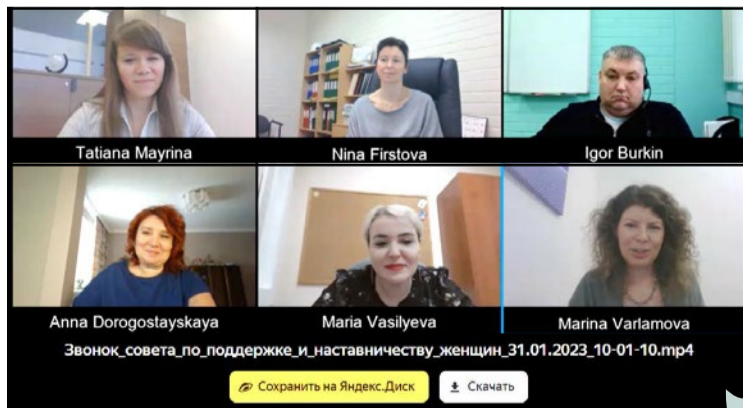 Tatiana Mayrina
Nina Firstova
Igor Burkin
Anna Dorogostayskaya
Maria Vasilyeva
Marina Varlamova
Звонок_совета_по_поддержке_и_наставничеству_женщин_31.01.2023_10-01-10.mp4
Сохранить на Яндекс.Диск
Скачать